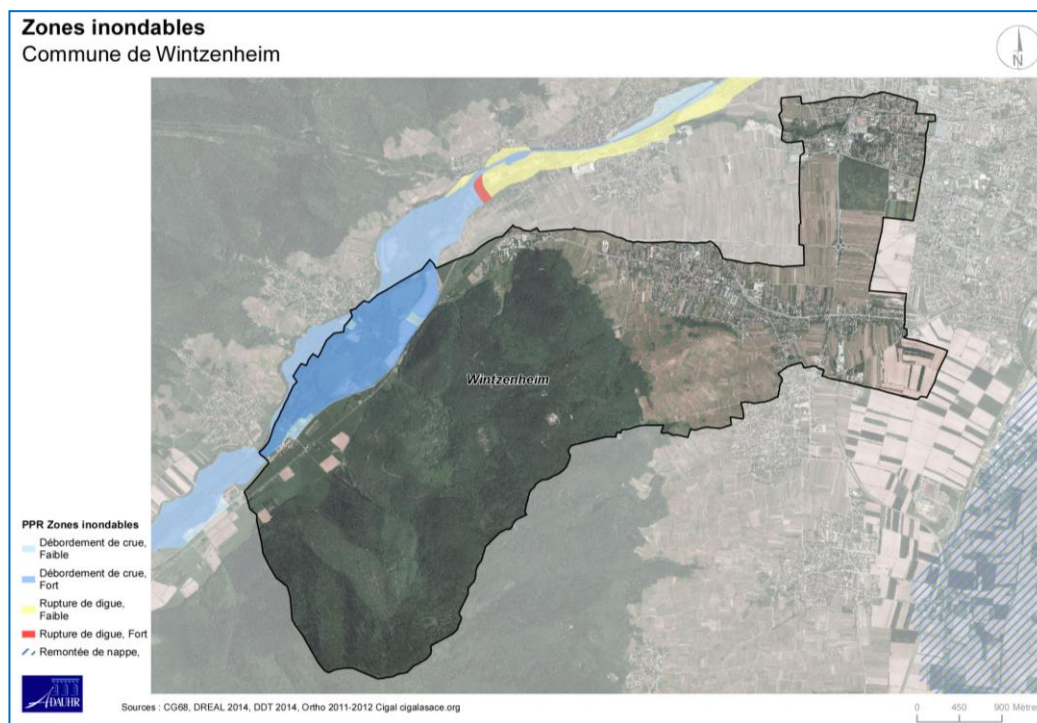 Zones inondables
Commune de Wintzenheim
N
Wintzenheim
PPR Zones inondables
Débordement de crue,
Faible
Débordement de crue,
Fort
Rupture de digue,
Faible
Rupture de digue, Fort
Remontée de nappe,
ADAUHR
Sources : CG68, DREAL 2014, DDT 2014, Ortho 2011-2012 Cigal cigalasace.org
0 450 900 Mètre